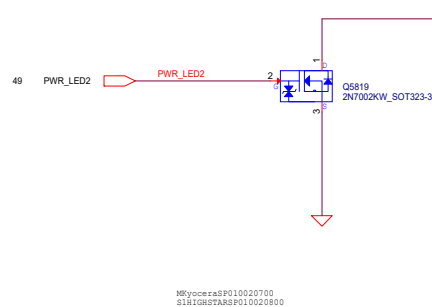 1
D
PWR_LED2
2
49 PWR_LED2
G
Q5819
2N7002KW_SOT323-3
S
3
MKyoceraSP010020700
S1HIGHSTARSP010020800